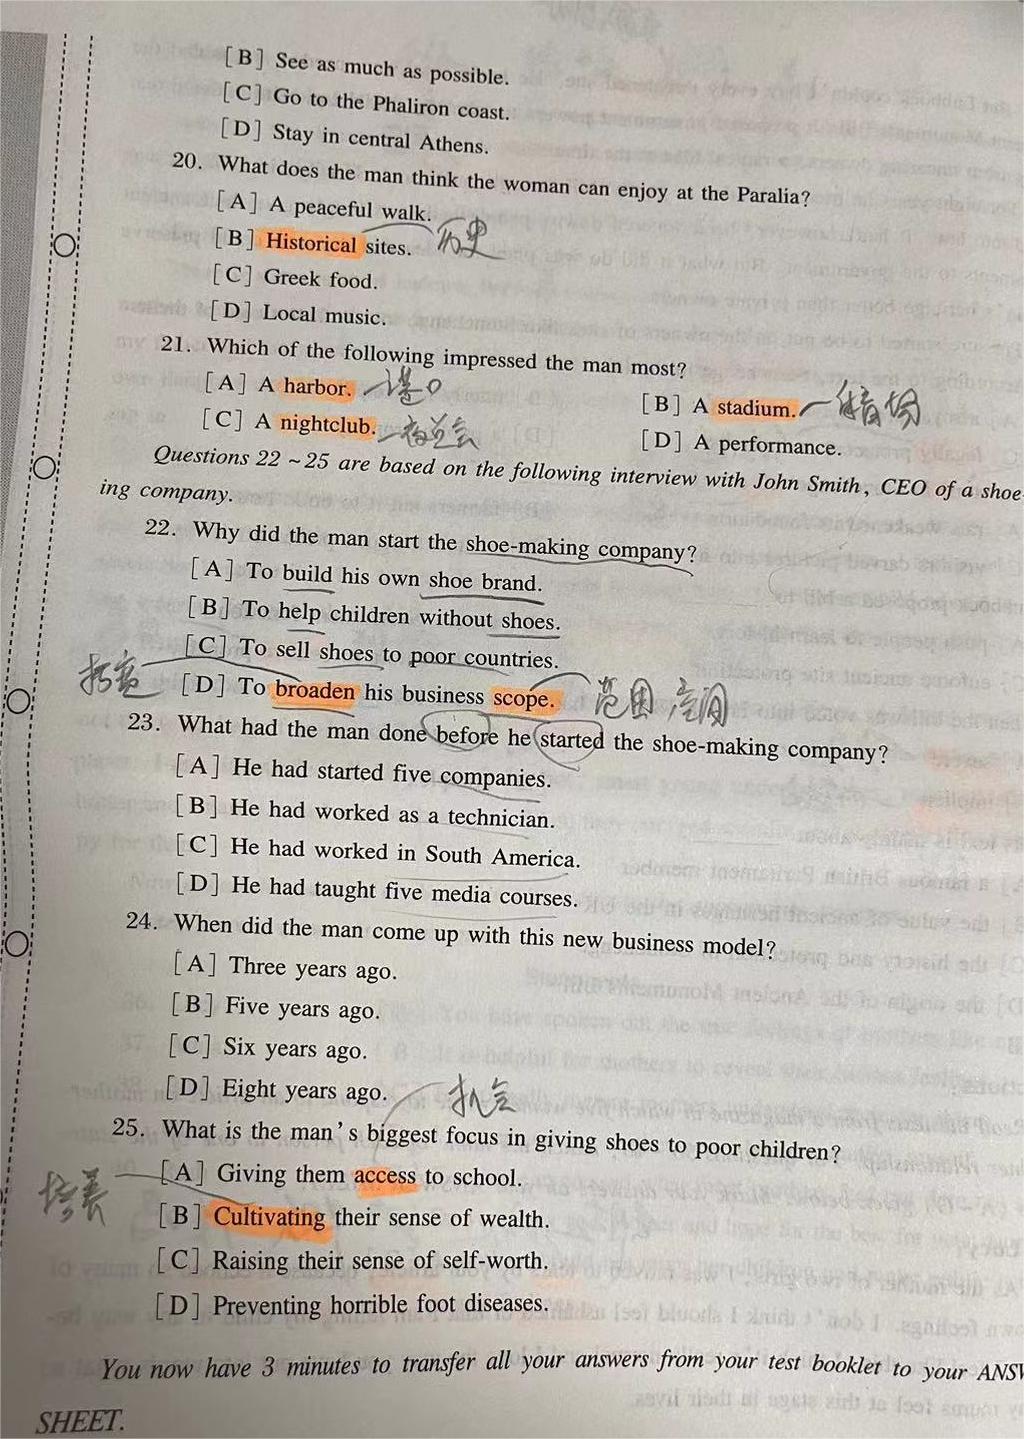 [B] See as much as possible.
[C] Go to the Phaliron coast.
[D] Stay in central Athens.
20. What does the man think the woman can enjoy at the Paralia?
[A] A peaceful walk.
[B] Historical sites. 历史
[C] Greek food.
[D] Local music.
21. Which of the following impressed the man most?
[A] A harbor. 港口
[B] A stadium. 体育场
[C] A nightclub. 夜总会
[D] A performance.
Questions 22 ~ 25 are based on the following interview with John Smith, CEO of a shoe-
ing company.
22. Why did the man start the shoe-making company?
[A] To build his own shoe brand.
[B] To help children without shoes.
[C] To sell shoes to poor countries.
拓宽 [D] To broaden his business scope. 范围 空间
23. What had the man done before he started the shoe-making company?
[A] He had started five companies.
[B] He had worked as a technician.
[C] He had worked in South America.
[D] He had taught five media courses.
24. When did the man come up with this new business model?
[A] Three years ago.
[B] Five years ago.
[C] Six years ago.
[D] Eight years ago. 机会
25. What is the man's biggest focus in giving shoes to poor children?
[A] Giving them access to school.
培养 [B] Cultivating their sense of wealth.
[C] Raising their sense of self-worth.
[D] Preventing horrible foot diseases.
You now have 3 minutes to transfer all your answers from your test booklet to your ANSW
SHEET.